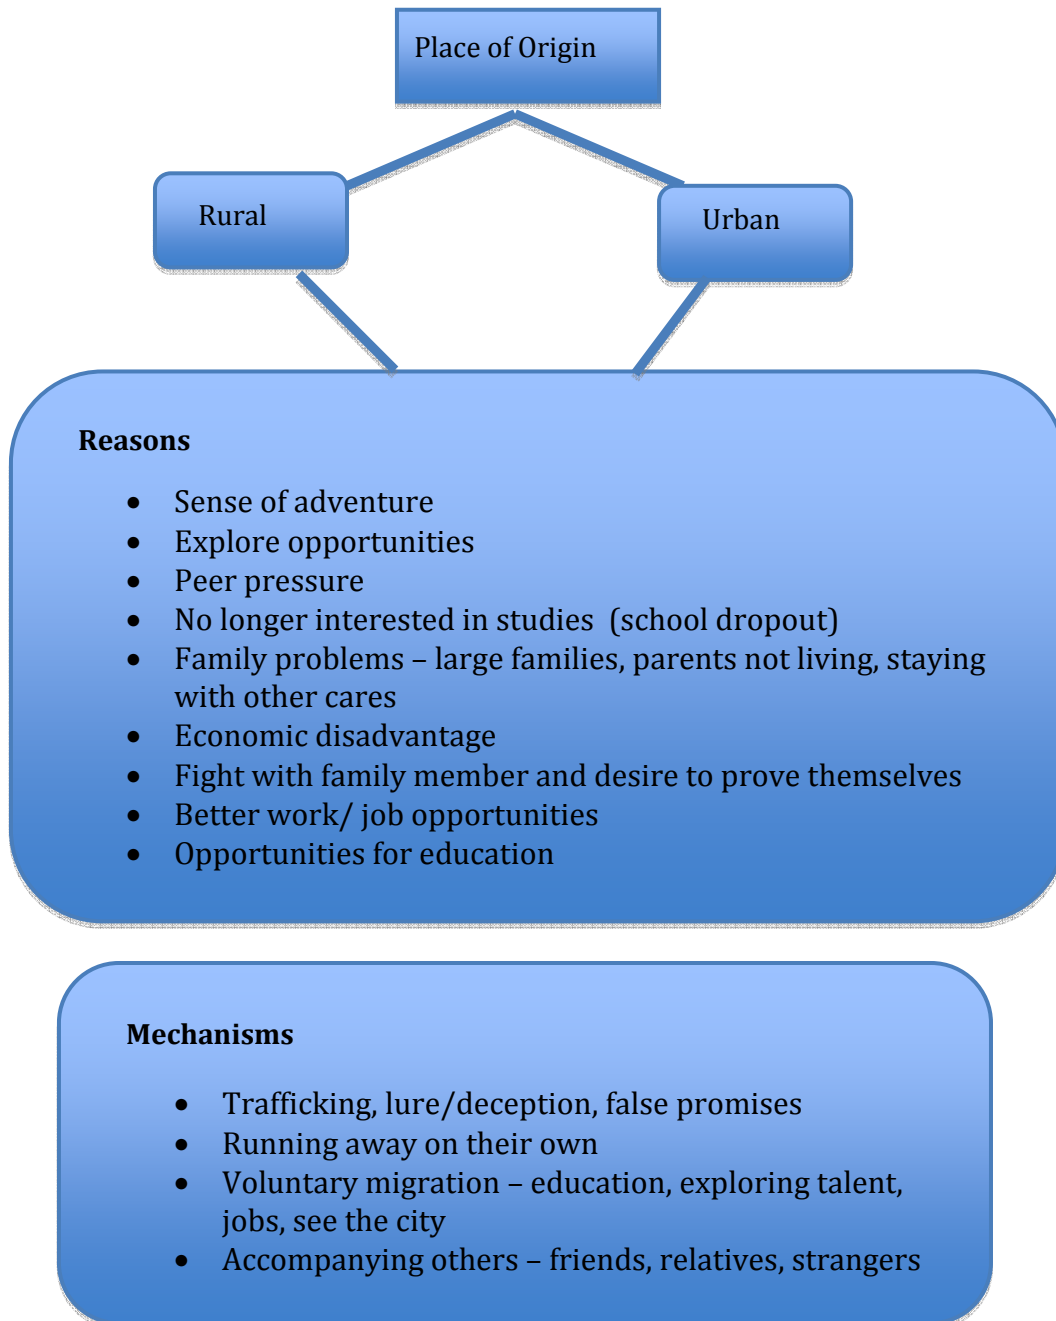 Place of Origin
Rural
Urban
Reasons
• Sense of adventure
• Explore opportunities
• Peer pressure
• No longer interested in studies  (school dropout)
• Family problems – large families, parents not living, staying
with other cares
• Economic disadvantage
• Fight with family member and desire to prove themselves
• Better work/ job opportunities
• Opportunities for education
Mechanisms
• Trafficking, lure/deception, false promises
• Running away on their own
• Voluntary migration – education, exploring talent,
jobs, see the city
• Accompanying others – friends, relatives, strangers